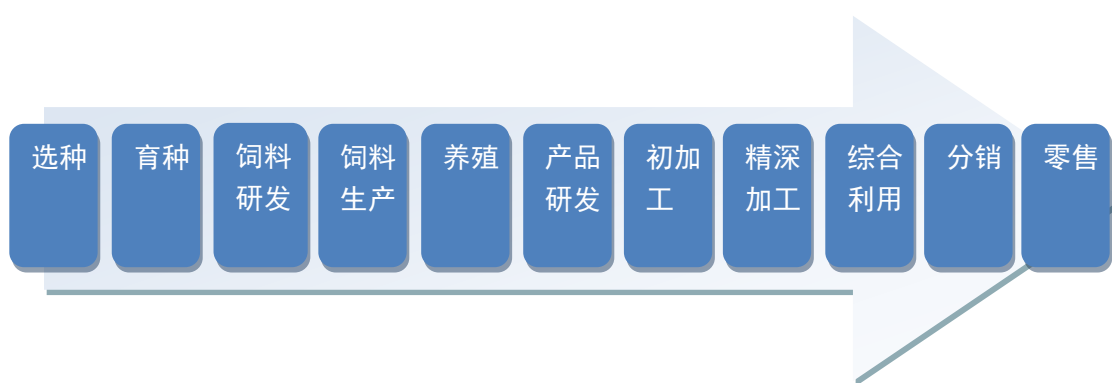 选种
育种
饲料
研发
饲料
生产
养殖
产品
研发
初加
工
精深
加工
综合
利用
分销
零售